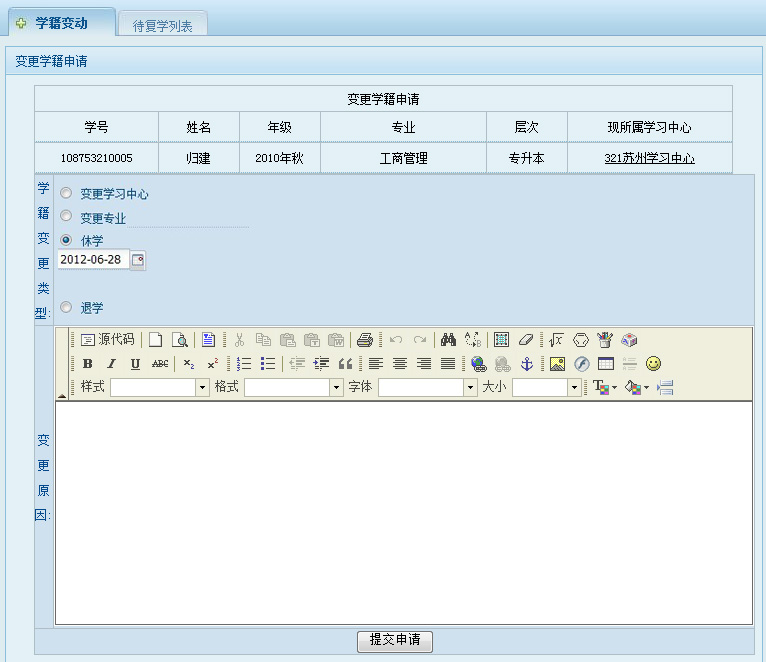 学籍变动 待复学列表
变更学籍申请
变更学籍申请
学号 姓名 年级 专业 层次 现所属学习中心
108753210005 归建 2010年秋 工商管理 专升本 321苏州学习中心
学籍变更类型:
变更学习中心
变更专业
休学
2012-06-28
退学
源代码
B I U ABC x₂ x²
样式 格式 字体 大小
变更原因:
提交申请